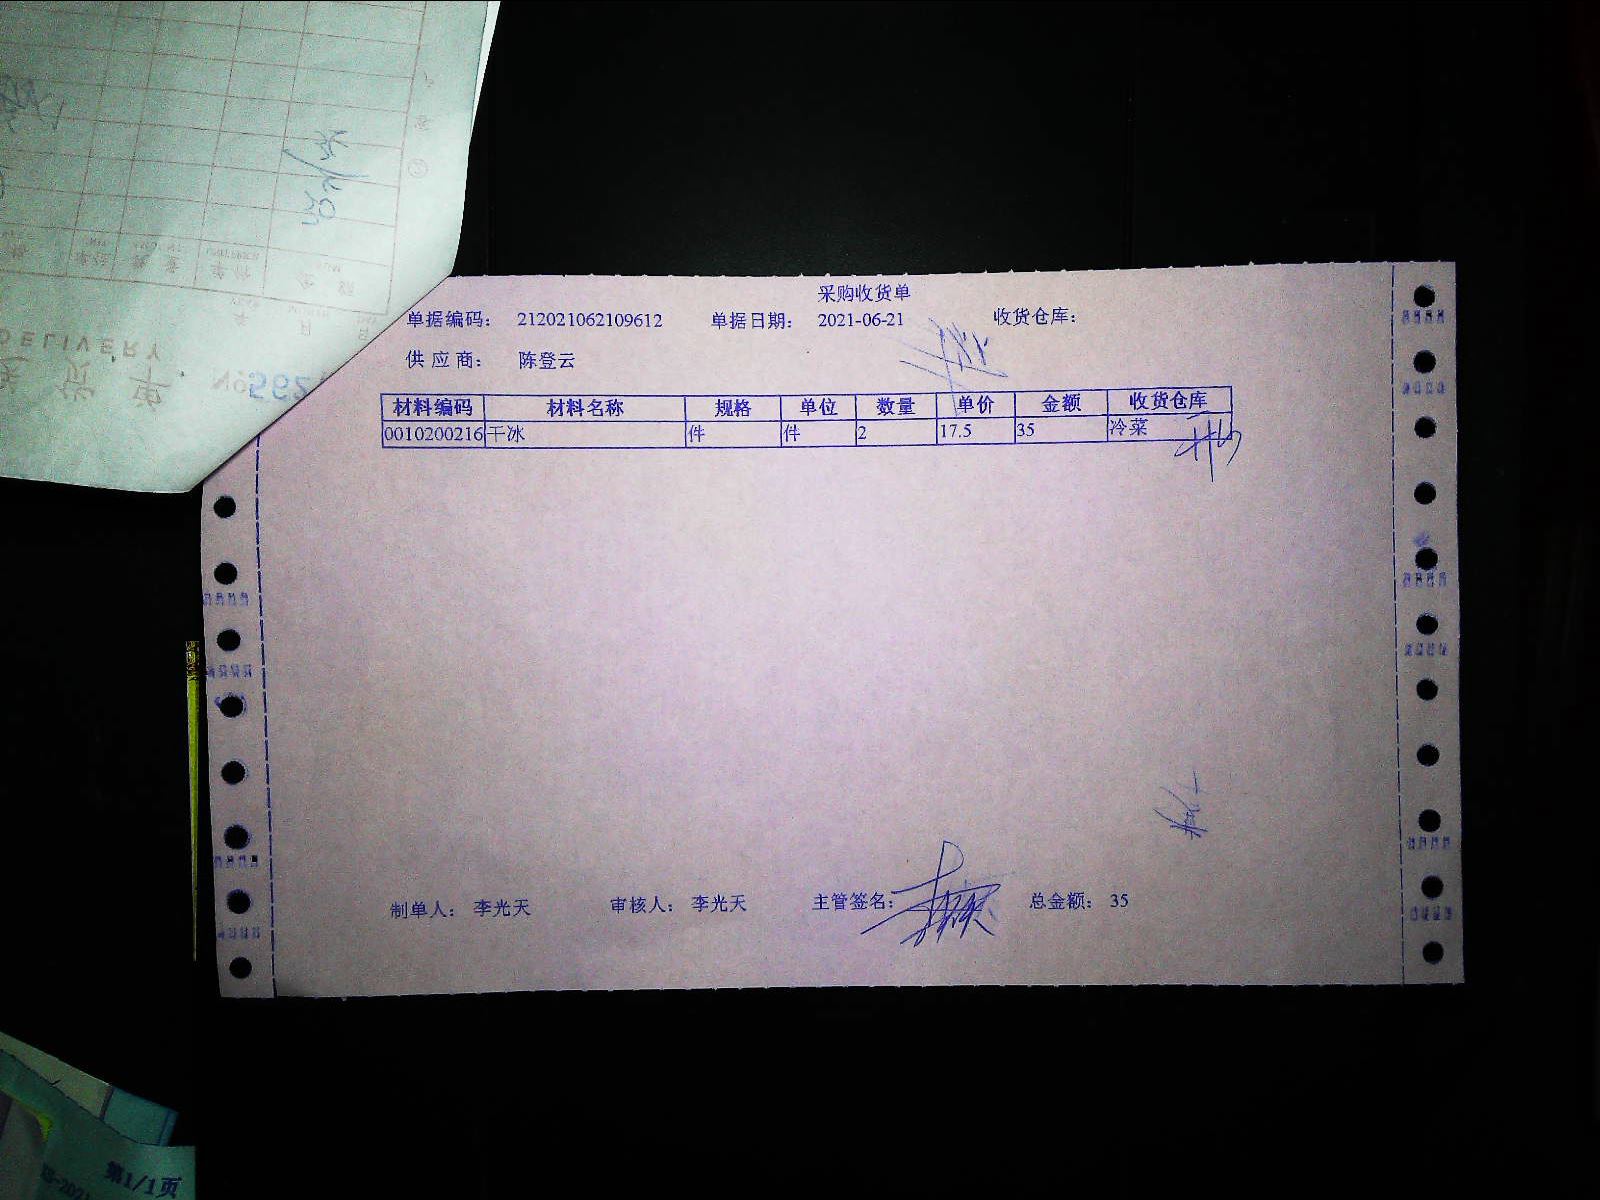 采购收货单
单据编码： 212021062109612 单据日期： 2021-06-21 收货仓库：
供 应 商： 陈登云
材料编码 材料名称 规格 单位 数量 单价 金额 收货仓库
0010200216 干冰 件 件 2 17.5 35 冷菜
制单人： 李光天 审核人： 李光天 主管签名： 总金额： 35
DELIVERY
第1/1页